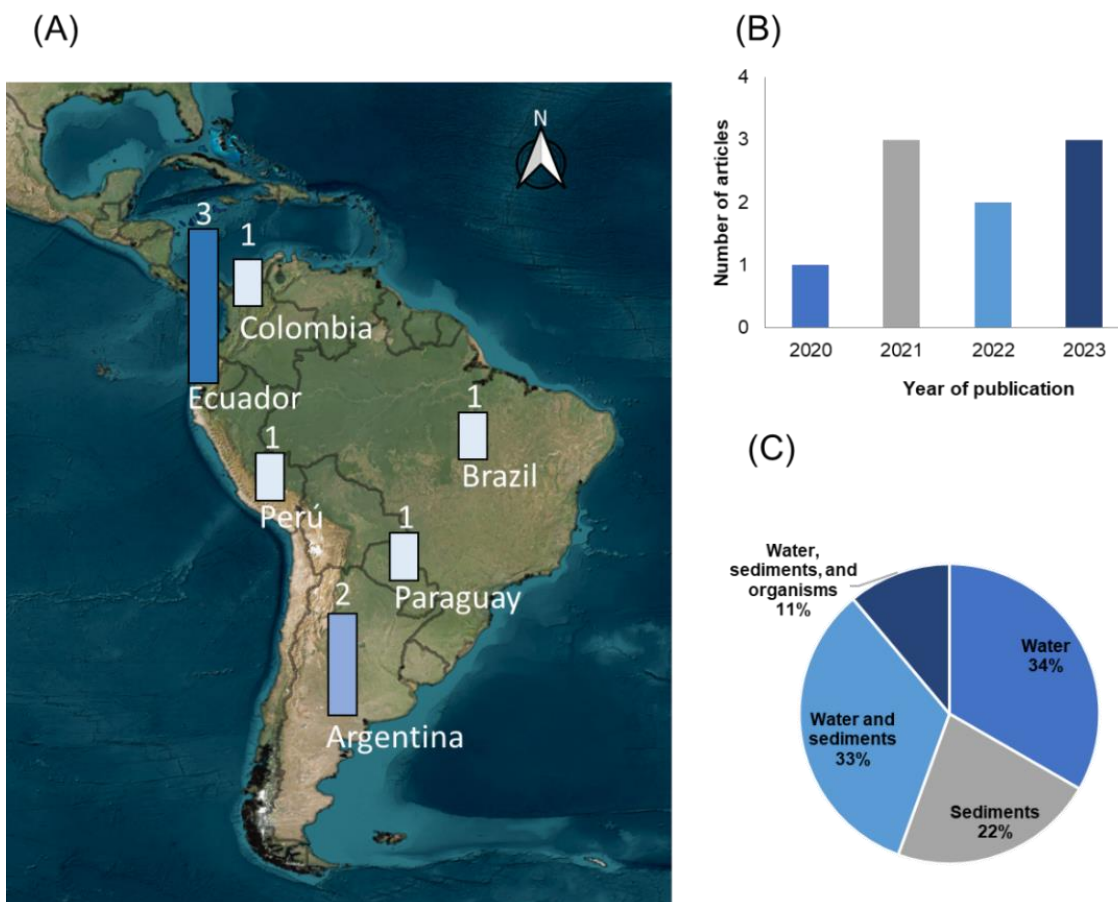 (A)
N
3
1
Colombia
Ecuador
1
Brazil
1
Perú
1
Paraguay
2
Argentina
(B)
Number of articles
4
3
2
1
0
2020 2021 2022 2023
Year of publication
(C)
Water,
sediments, and
organisms
11%
Water
34%
Water and
sediments
33%
Sediments
22%